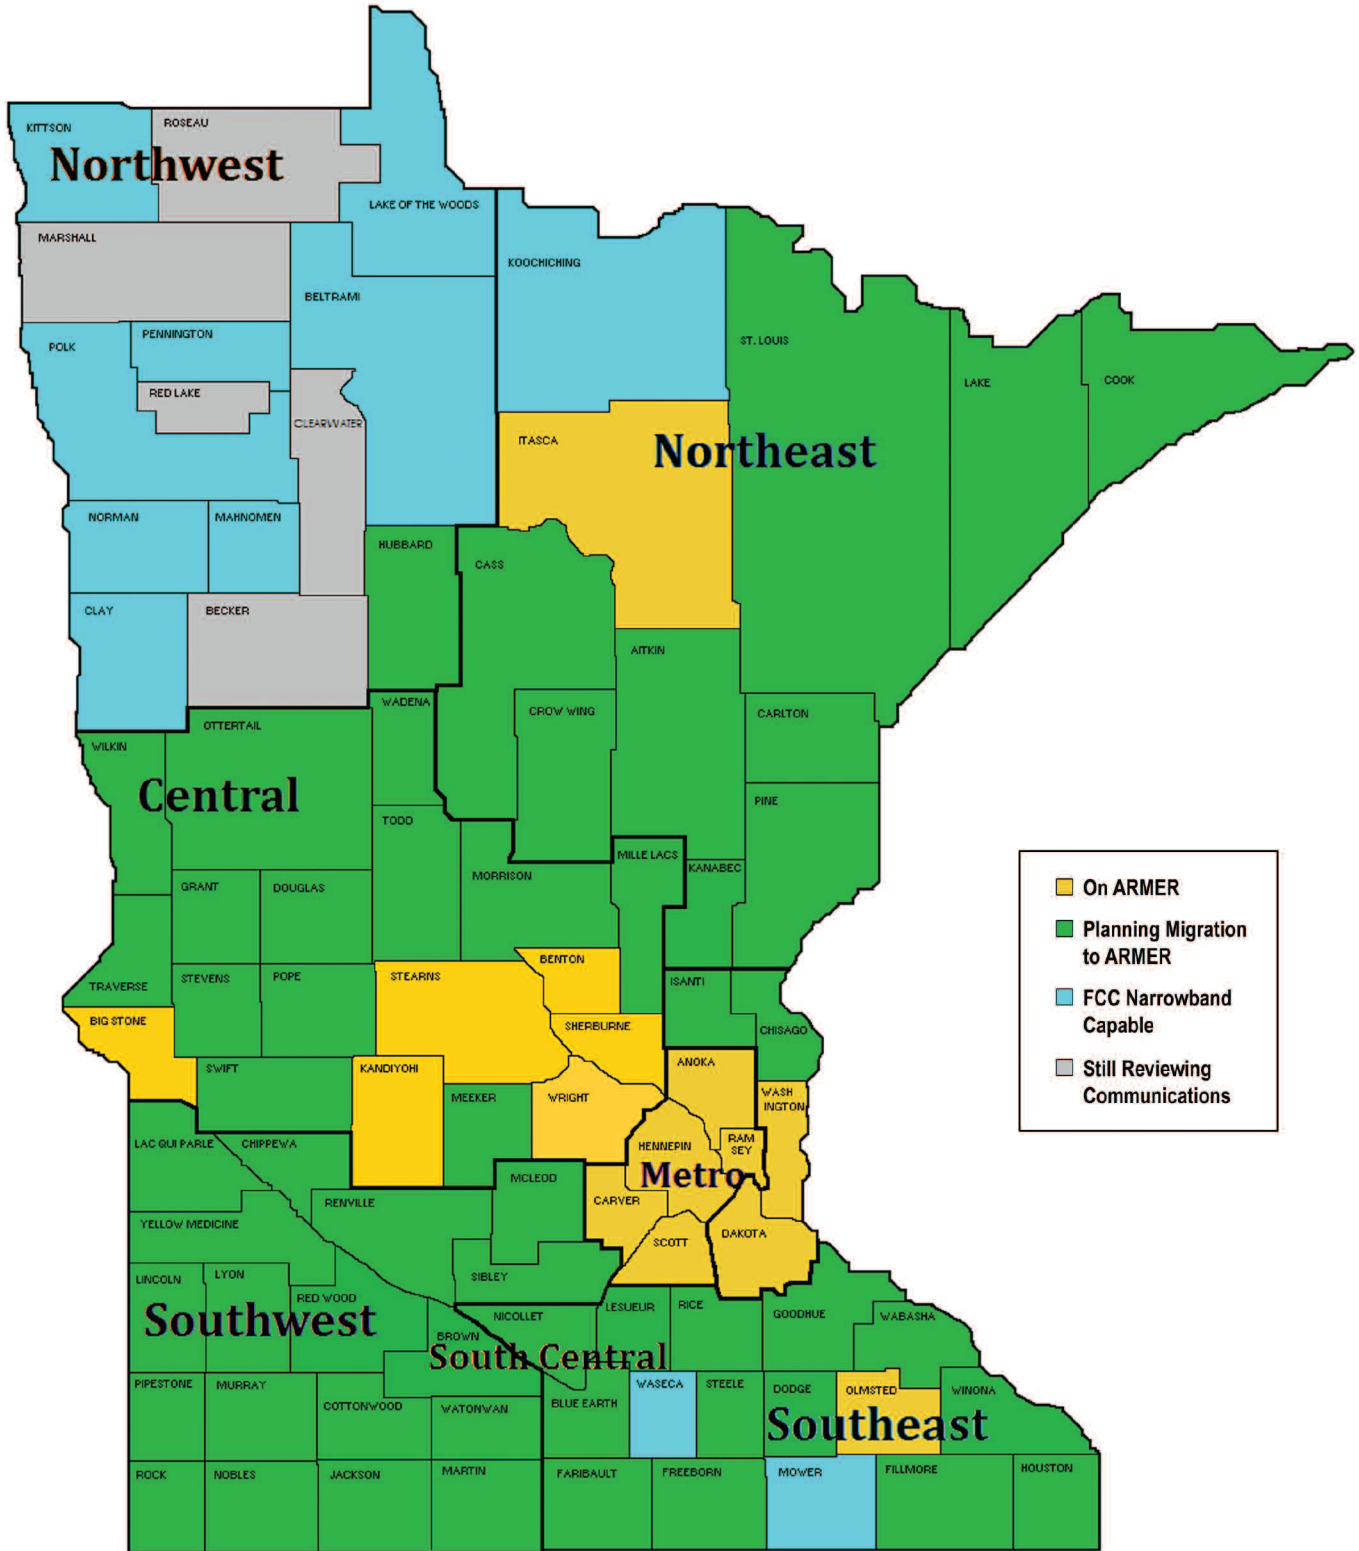 KITTSON
ROSEAU
Northwest
LAKE OF THE WOODS
MARSHALL
KOOCHICHING
BELTRAMI
PENNINGTON
POLK
ST. LOUIS
RED LAKE
LAKE
COOK
CLEARWATER
ITASCA
Northeast
NORMAN
MAHNOMEN
HUBBARD
CASS
CLAY
BECKER
AITKIN
WADENA
CROW WING
CARLTON
OTTERTAIL
WILKIN
Central
PINE
TODD
MILLE LACS
KANABEC
MORRISON
GRANT
DOUGLAS
On ARMER
Planning Migration
to ARMER
FCC Narrowband
Capable
Still Reviewing
Communications
BENTON
STEARNS
STEVENS
POPE
TRAVERSE
ISANTI
BIG STONE
SHERBURNE
CHISAGO
SWIFT
KANDIYOHI
ANOKA
MEEKER
WRIGHT
WASH
INGTON
LAC QUI PARLE
CHIPPEWA
HENNEPIN
RAM
SEY
Metro
MCLEOD
CARVER
RENVILLE
YELLOW MEDICINE
SCOTT
DAKOTA
LINCOLN
LYON
SIBLEY
RED WOOD
Southwest
NICOLLET
LESUEUR
RICE
GOODHUE
WABASHA
BROWN
South Central
PIPESTONE
MURRAY
WASECA
STEELE
DODGE
OLMSTED
WINONA
COTTONWOOD
WATONWAN
BLUE EARTH
Southeast
ROCK
NOBLES
JACKSON
MARTIN
FARIBAULT
FREEBORN
MOWER
FILLMORE
HOUSTON